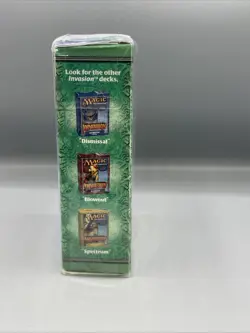 Look for the other
Invasion™ decks.
MAGIC
"Dismissal"
MAGIC
"Blowout"
MAGIC
"Spectrum"